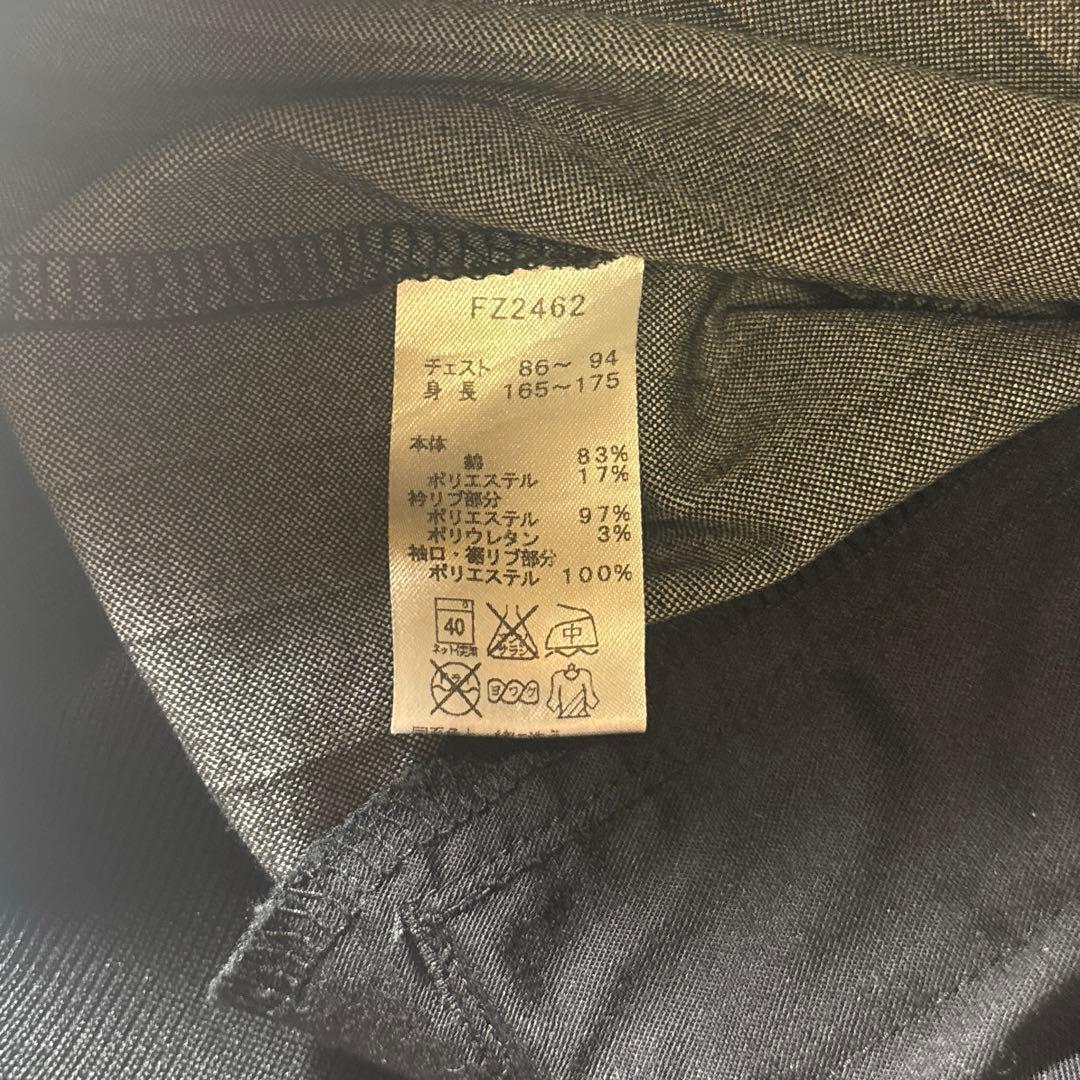 FZ2462
チェスト 86～ 94
身 長 165～175
本体
綿 83%
ポリエステル 17%
衿リブ部分
ポリエステル 97%
ポリウレタン 3%
袖口・裾リブ部分
ポリエステル 100%
40 中
ネット使用
ヨワク